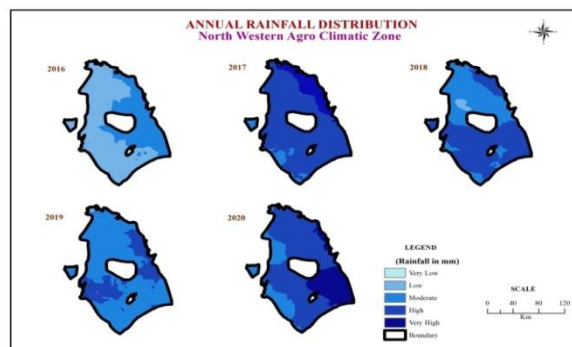 ANNUAL RAINFALL DISTRIBUTION
North Western Agro Climatic Zone
2016
2017
2018
2019
2020
LEGEND
(Rainfall in mm)
Very Low
Low
Moderate
High
Very High
Boundary
SCALE
0 40 80 120
Km